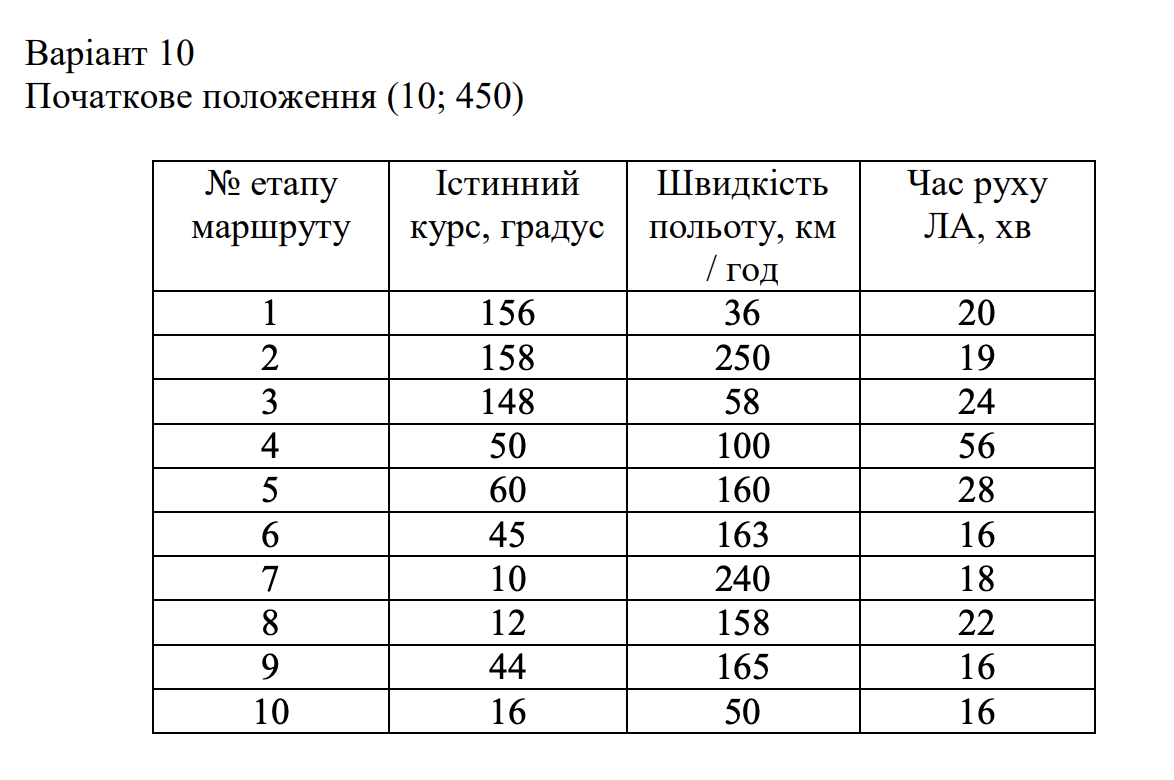 Варіант 10
Початкове положення (10; 450)
№ етапу маршруту | Істинний курс, градус | Швидкість польоту, км / год | Час руху ЛА, хв
1 | 156 | 36 | 20
2 | 158 | 250 | 19
3 | 148 | 58 | 24
4 | 50 | 100 | 56
5 | 60 | 160 | 28
6 | 45 | 163 | 16
7 | 10 | 240 | 18
8 | 12 | 158 | 22
9 | 44 | 165 | 16
10 | 16 | 50 | 16